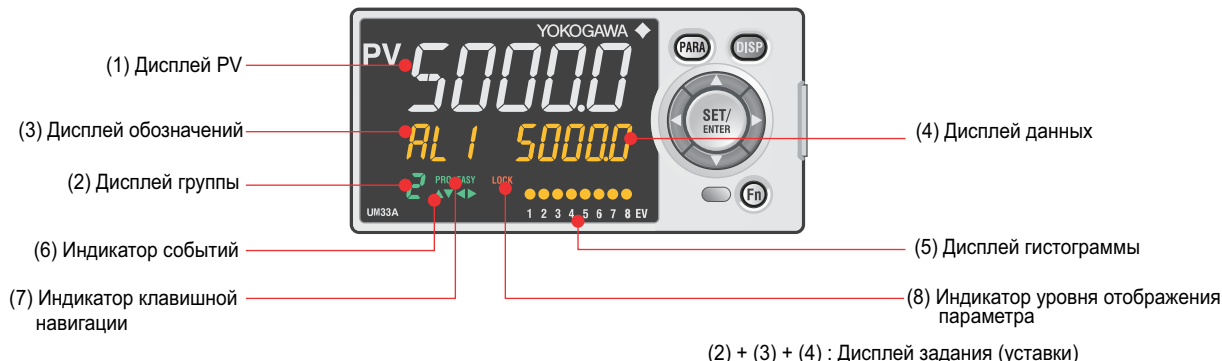 YOKOGAWA
PV 5000.0
PARA DISP
(1) Дисплей PV
SET/
ENTER
(3) Дисплей обозначений
AL 1 5000.0
(4) Дисплей данных
(2) Дисплей группы
2 PRO EASY LOCK
Fn
UM33A
1 2 3 4 5 6 7 8 EV
(6) Индикатор событий
(5) Дисплей гистограммы
(7) Индикатор клавишной
навигации
(8) Индикатор уровня отображения
параметра
(2) + (3) + (4) : Дисплей задания (уставки)